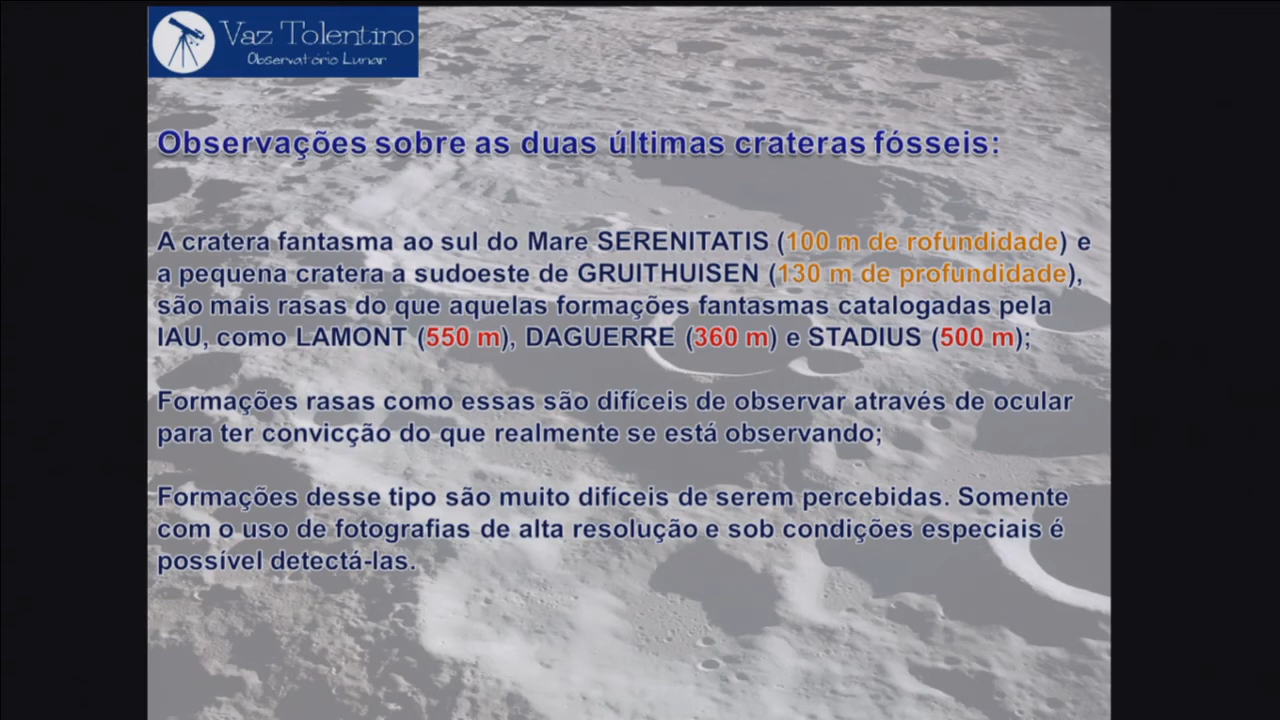 Vaz Tolentino
Observatório Lunar
Observações sobre as duas últimas crateras fósseis:
A cratera fantasma ao sul do Mare SERENITATIS (100 m de rofundidade) e
a pequena cratera a sudoeste de GRUITHUISEN (130 m de profundidade),
são mais rasas do que aquelas formações fantasmas catalogadas pela
IAU, como LAMONT (550 m), DAGUERRE (360 m) e STADIUS (500 m);
Formações rasas como essas são difíceis de observar através de ocular
para ter convicção do que realmente se está observando;
Formações desse tipo são muito difíceis de serem percebidas. Somente
com o uso de fotografias de alta resolução e sob condições especiais é
possível detectá-las.